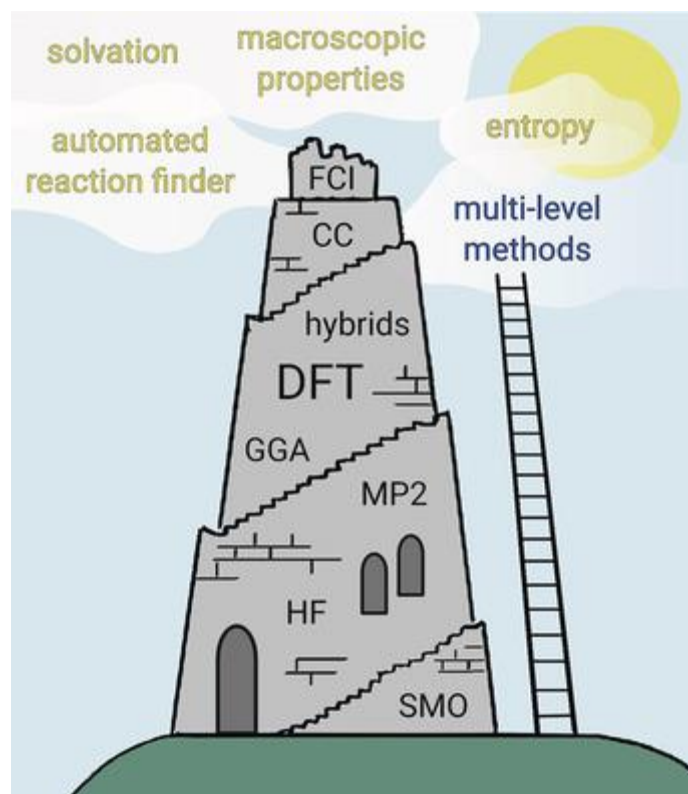 solvation
macroscopic
properties
automated
reaction finder
entropy
multi-level
methods
FCI
CC
hybrids
DFT
GGA
MP2
HF
SMO